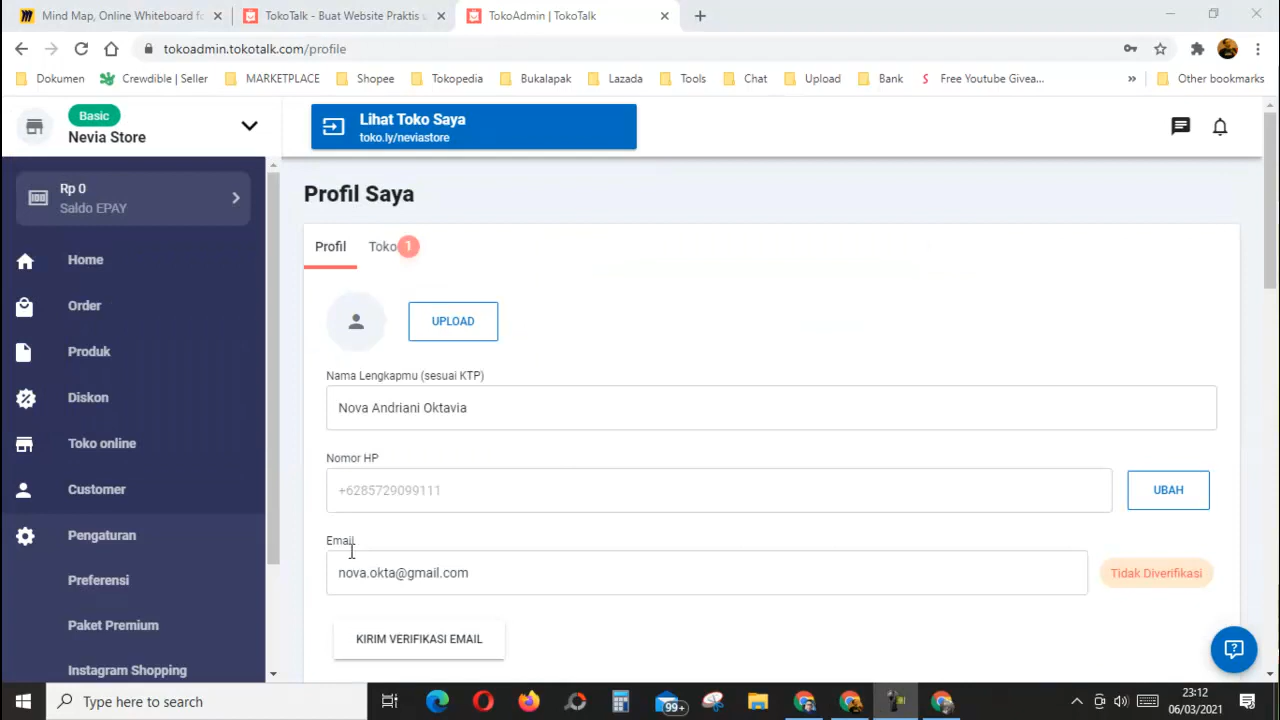 Mind Map, Online Whiteboard fo
TokoTalk - Buat Website Praktis u
TokoAdmin | TokoTalk
tokoadmin.tokotalk.com/profile
Dokumen
Crewdible | Seller
MARKETPLACE
Shopee
Tokopedia
Bukalapak
Lazada
Tools
Chat
Upload
Bank
Free Youtube Givea...
»
Other bookmarks
Basic
Nevia Store
Lihat Toko Saya
toko.ly/neviastore
Rp 0
Saldo EPAY
Home
Order
Produk
Diskon
Toko online
Customer
Pengaturan
Preferensi
Paket Premium
Instagram Shopping
Profil Saya
Profil
Toko 1
UPLOAD
Nama Lengkapmu (sesuai KTP)
Nova Andriani Oktavia
Nomor HP
+6285729099111
UBAH
Email
nova.okta@gmail.com
Tidak Diverifikasi
KIRIM VERIFIKASI EMAIL
Type here to search
99+
23:12
06/03/2021